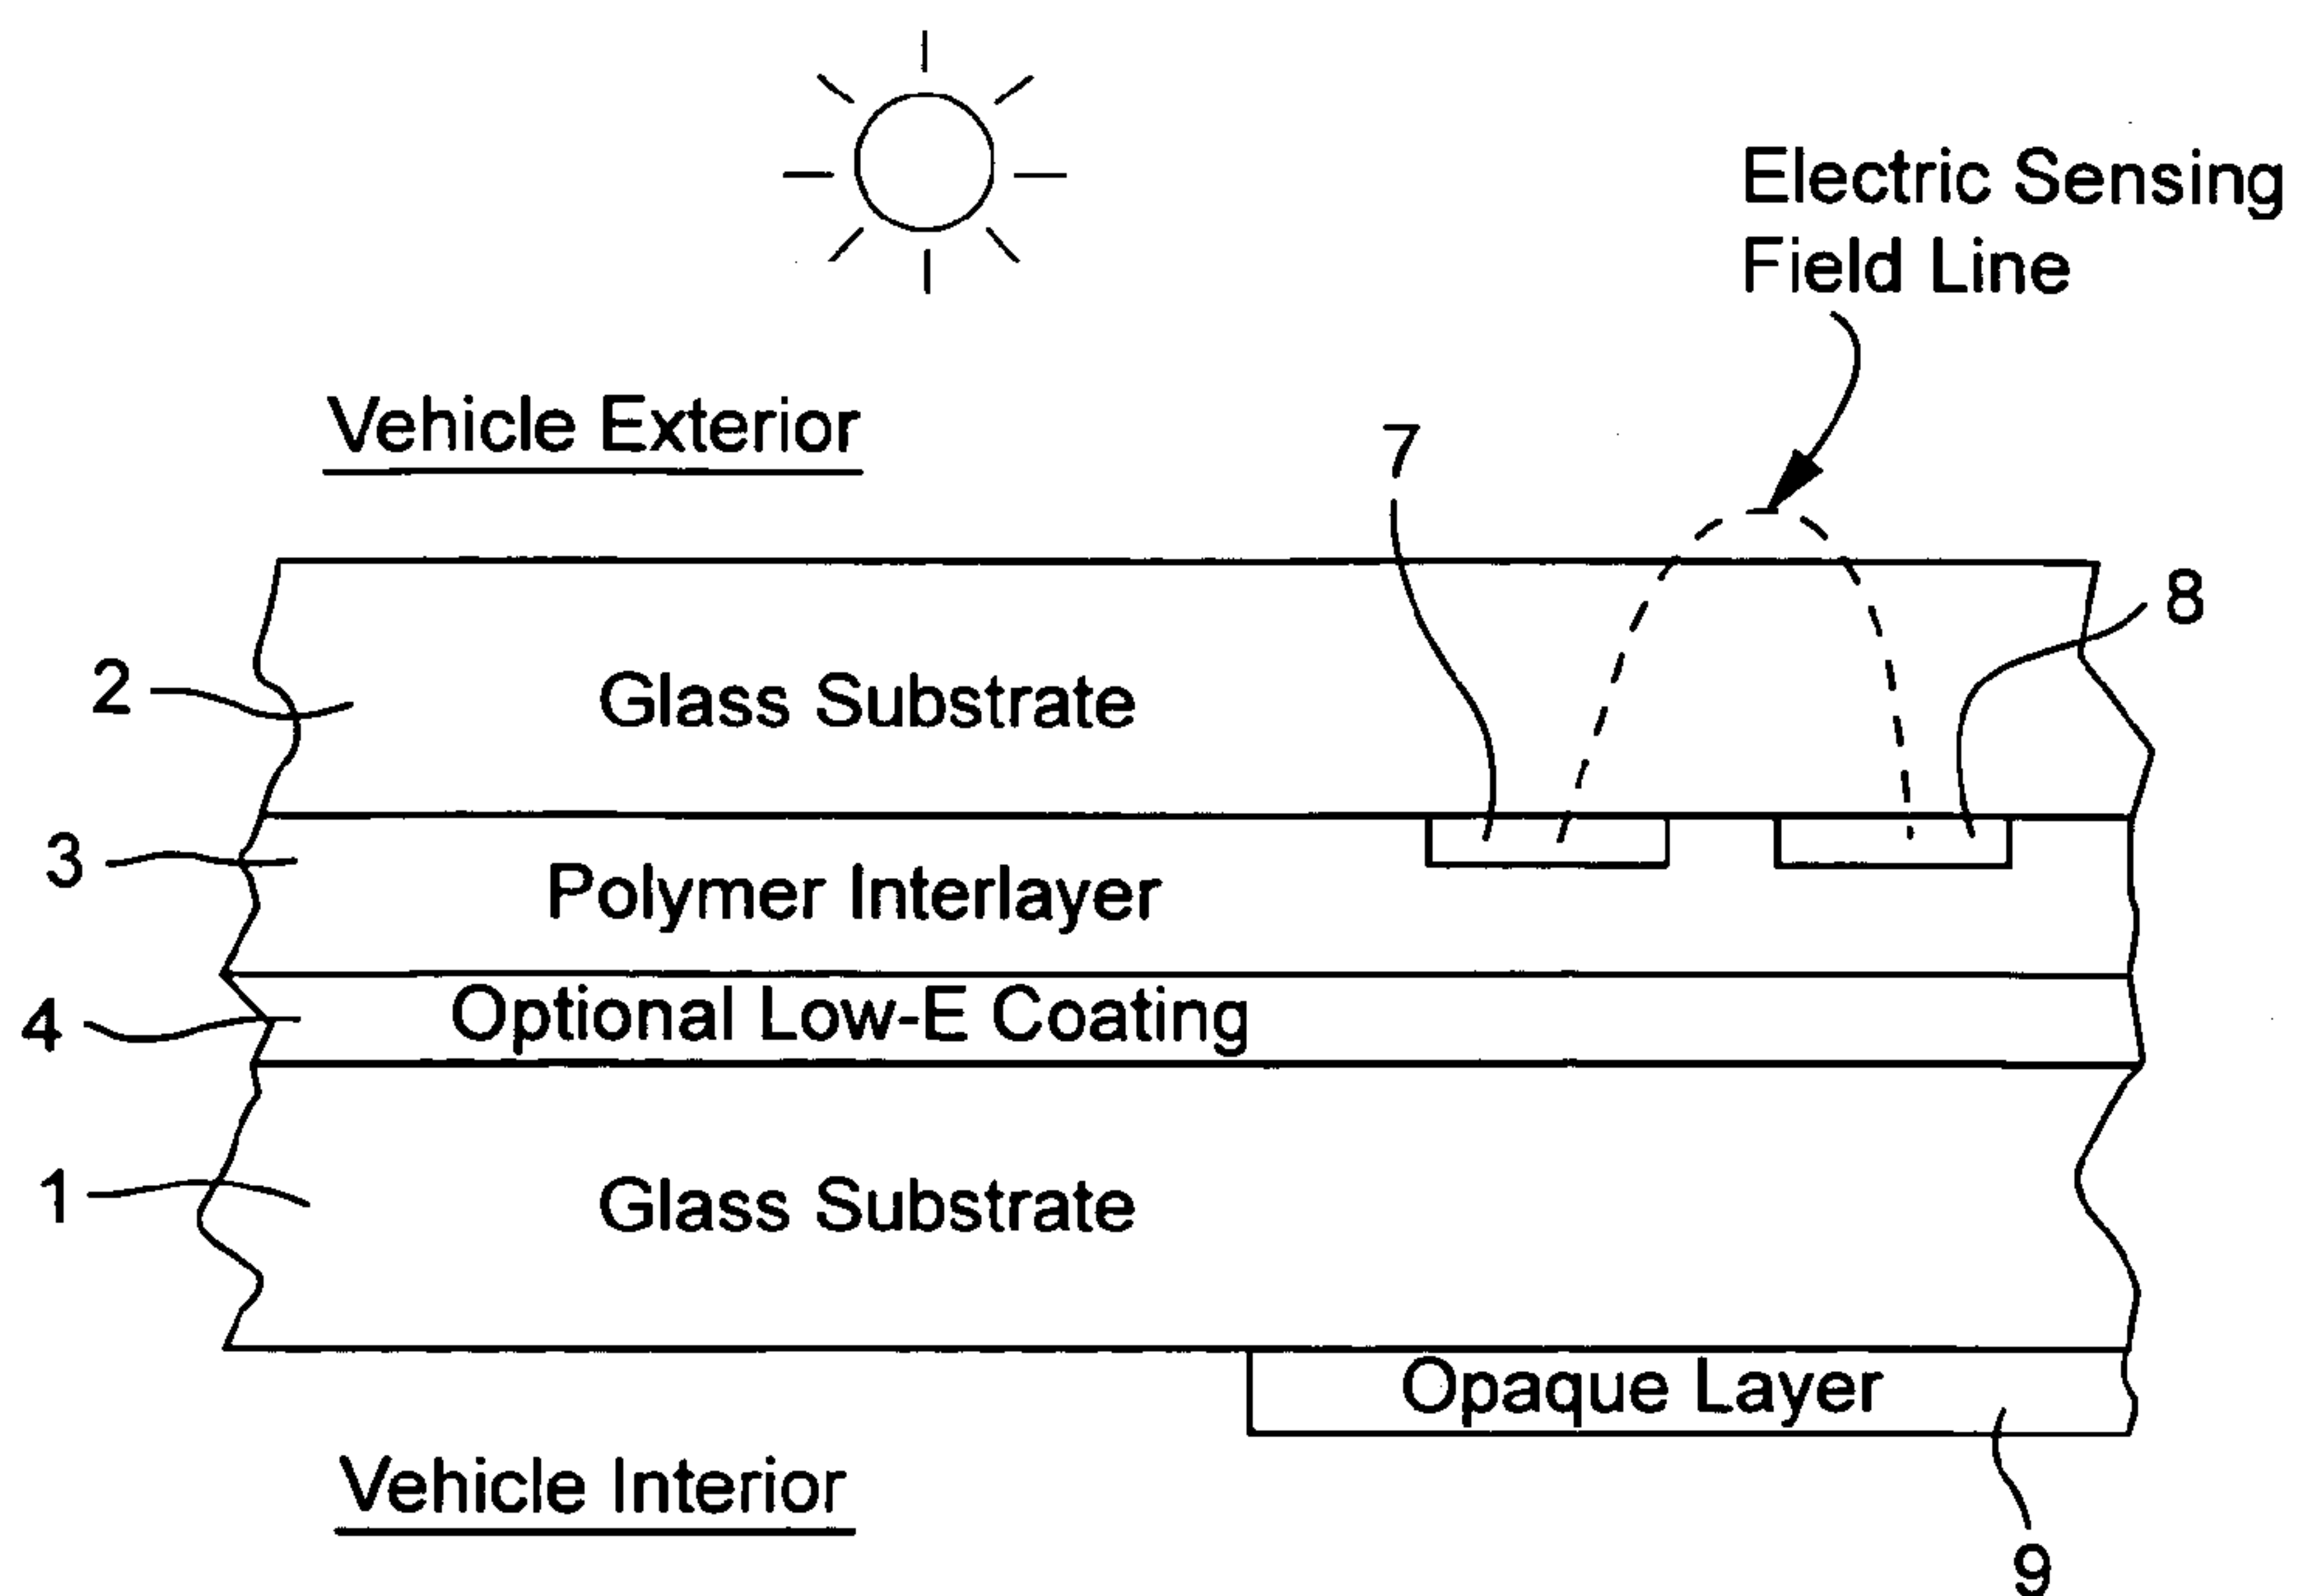 Electric Sensing
Field Line
Vehicle Exterior
7
8
2
Glass Substrate
3
Polymer Interlayer
4
Optional Low-E Coating
1
Glass Substrate
Opaque Layer
Vehicle Interior
9